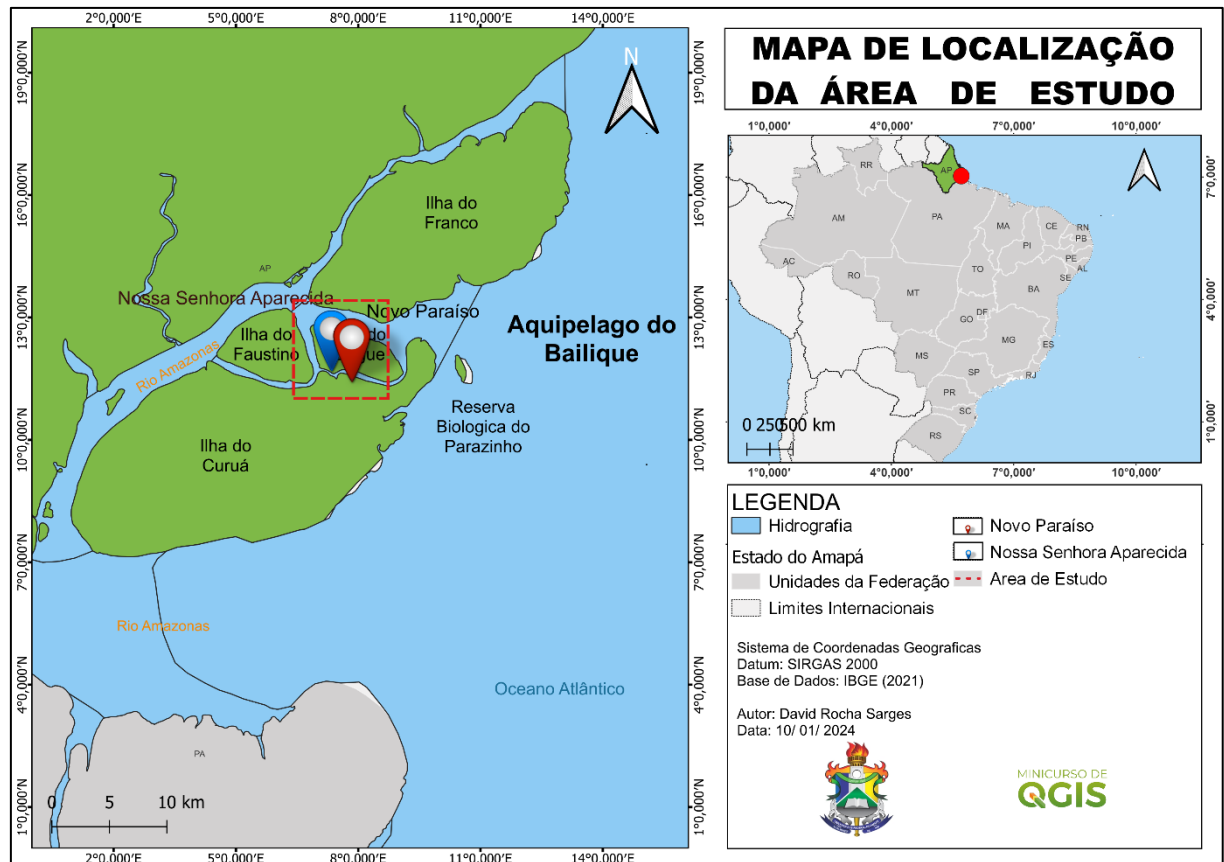 MAPA DE LOCALIZAÇÃO
DA ÁREA DE ESTUDO
2°0,000'
5°0,000'
8°0,000'
11°0,000'
14°0,000'
19°0,000'N
16°0,000'N
13°0,000'N
10°0,000'N
7°0,000'N
4°0,000'N
1°0,000'N
N
Ilha do
Franco
AP
Nossa Senhora Aparecida
Novo Paraíso
Ilha do
Faustino
do
ue
Rio Amazonas
Aquipelago do
Bailique
Reserva
Biologica do
Parazinho
Ilha do
Curuá
Rio Amazonas
Oceano Atlântico
PA
0 5 10 km
19°0,000'N
16°0,000'N
13°0,000'N
10°0,000'N
7°0,000'N
4°0,000'N
1°0,000'N
2°0,000'
5°0,000'
8°0,000'
11°0,000'
14°0,000'
1°0,000'
4°0,000'
7°0,000'
10°0,000'
7°0,000'
4°0,000'
1°0,000'
RR
AP
AM
PA
MA
CE
RN
PB
PI
PE
AL
SE
AC
RO
TO
BA
MT
GO
DF
MG
ES
MS
SP
RJ
PR
SC
RS
0 250 500 km
1°0,000'
4°0,000'
7°0,000'
10°0,000'
LEGENDA
Hidrografia
Estado do Amapá
Unidades da Federação
Limites Internacionais
Novo Paraíso
Nossa Senhora Aparecida
Area de Estudo
Sistema de Coordenadas Geograficas
Datum: SIRGAS 2000
Base de Dados: IBGE (2021)
Autor: David Rocha Sarges
Data: 10/ 01/ 2024
MINICURSO DE
QGIS